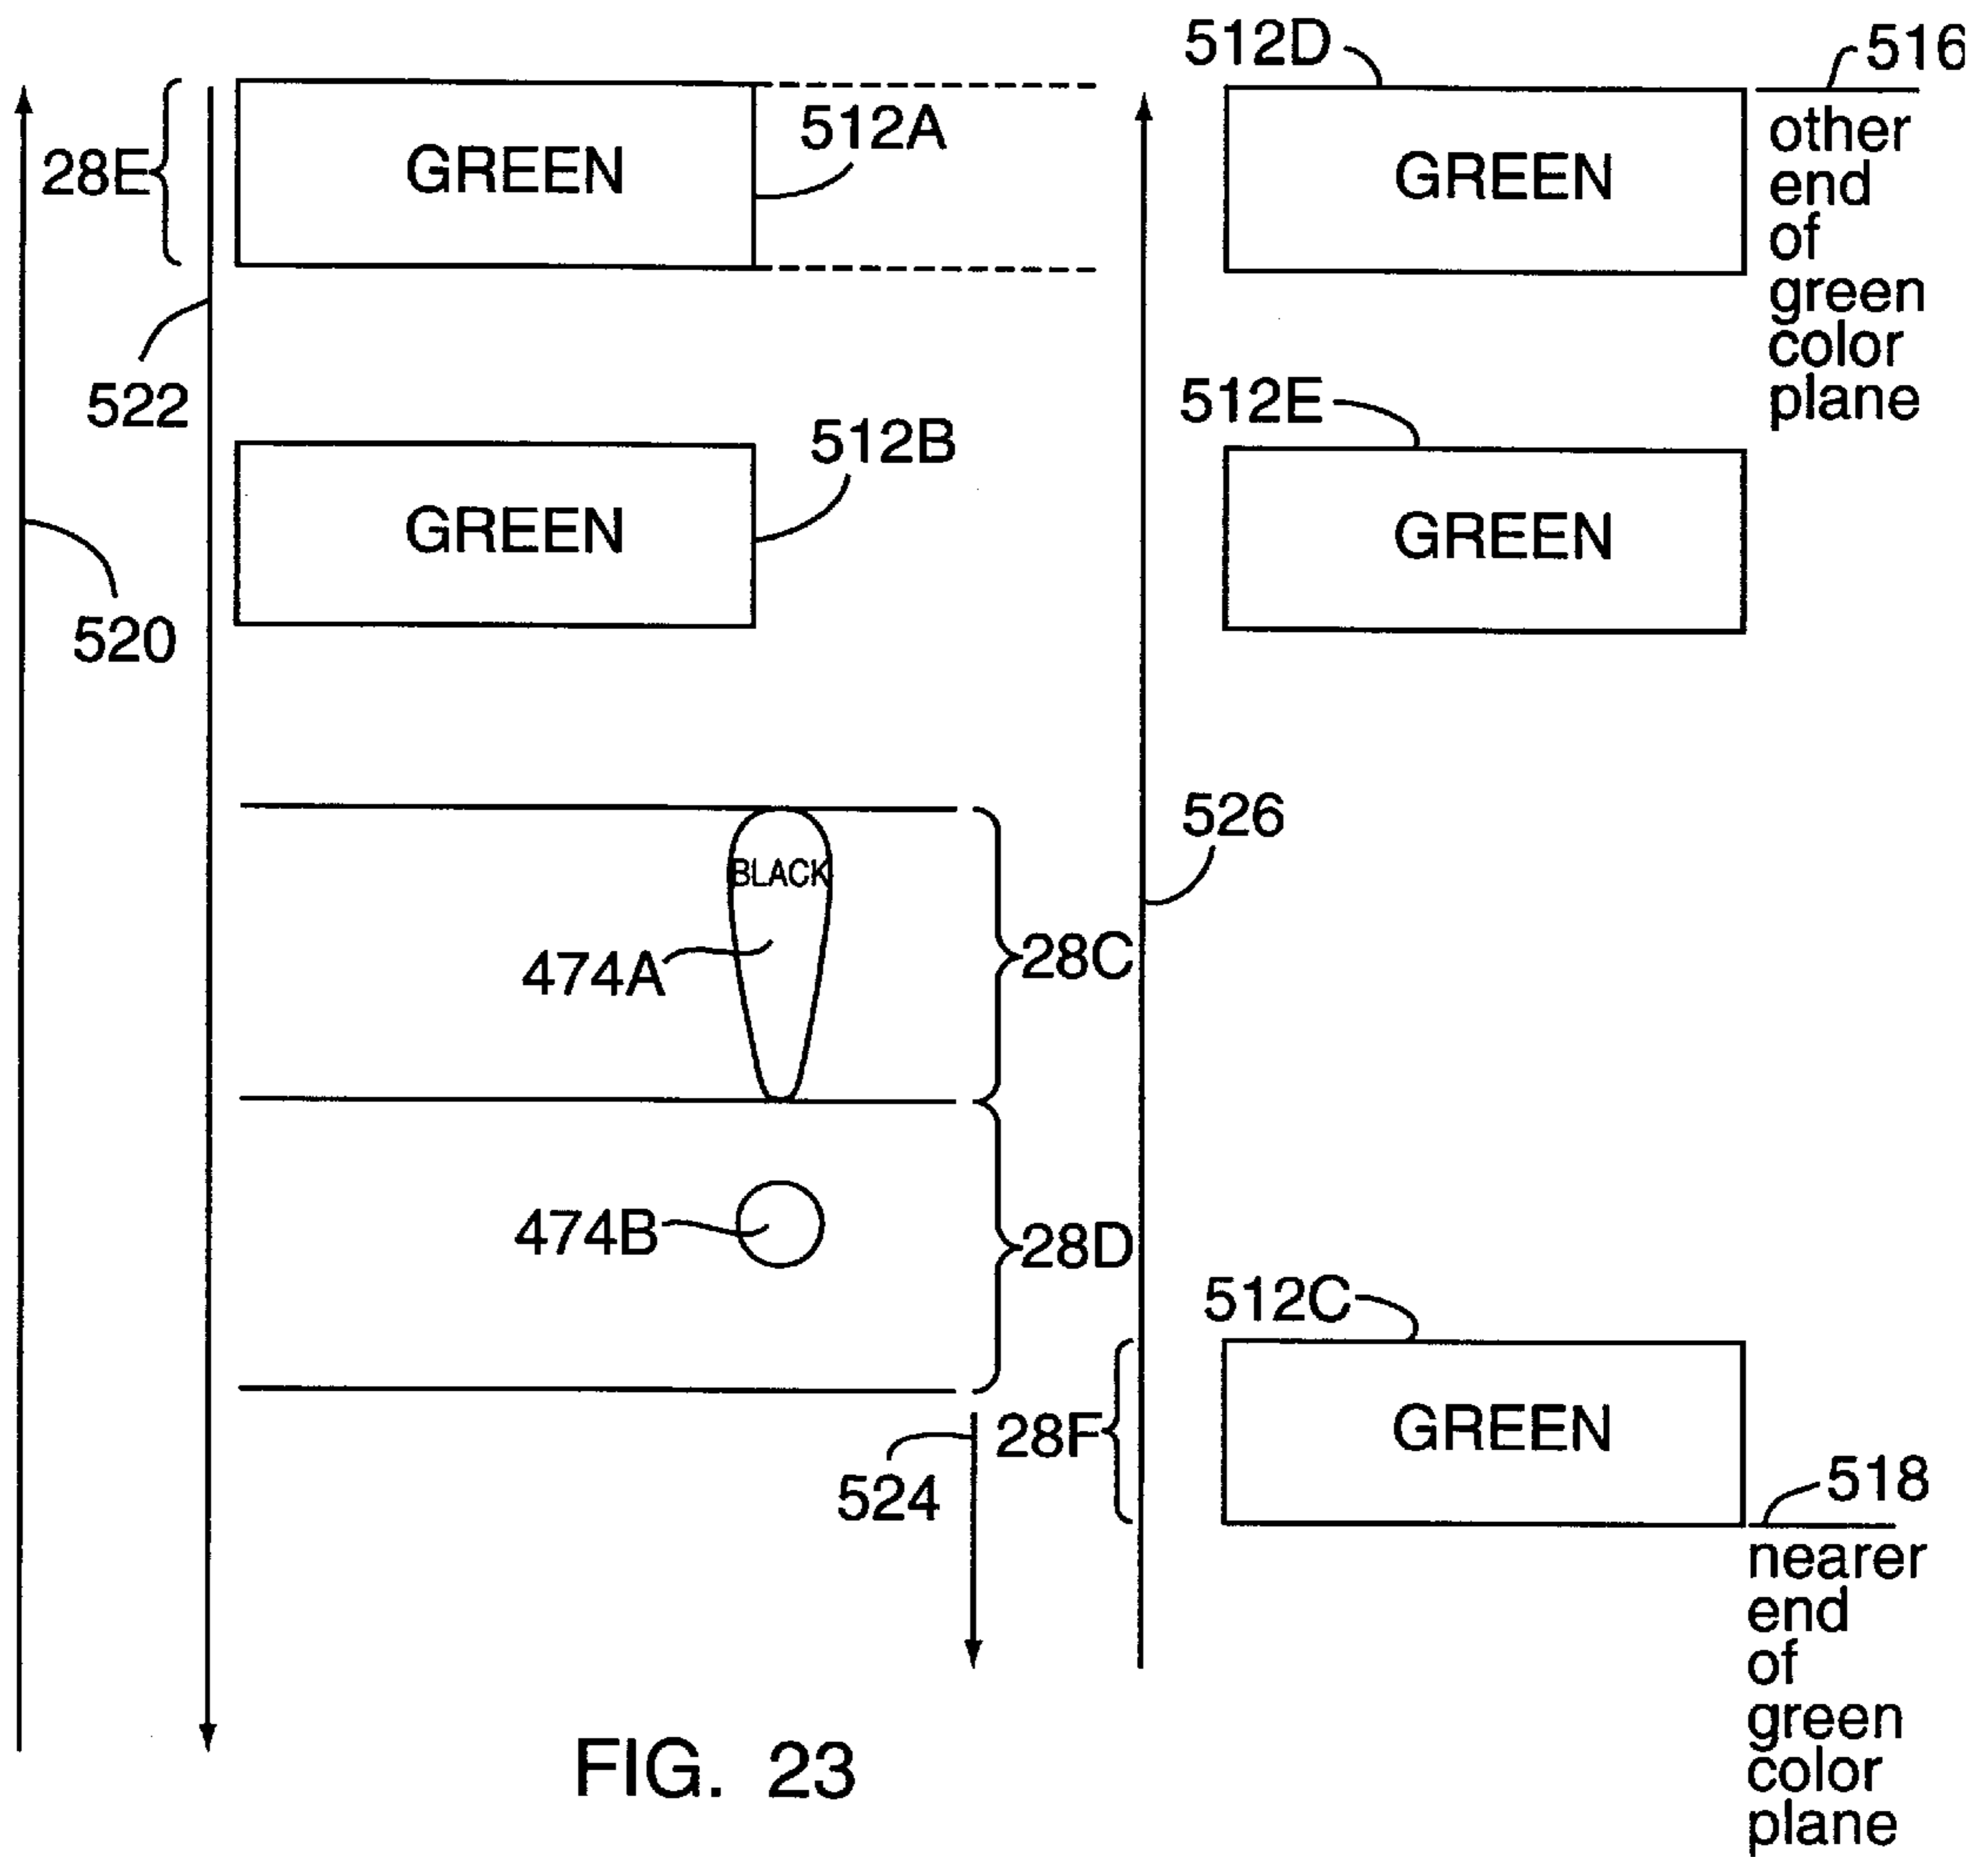 512D
516
28E
GREEN
512A
GREEN
other
end
of
green
color
plane
522
512B
512E
GREEN
GREEN
520
526
BLACK
474A
28C
474B
28D
512C
28F
GREEN
524
518
nearer
end
of
green
color
plane
FIG. 23